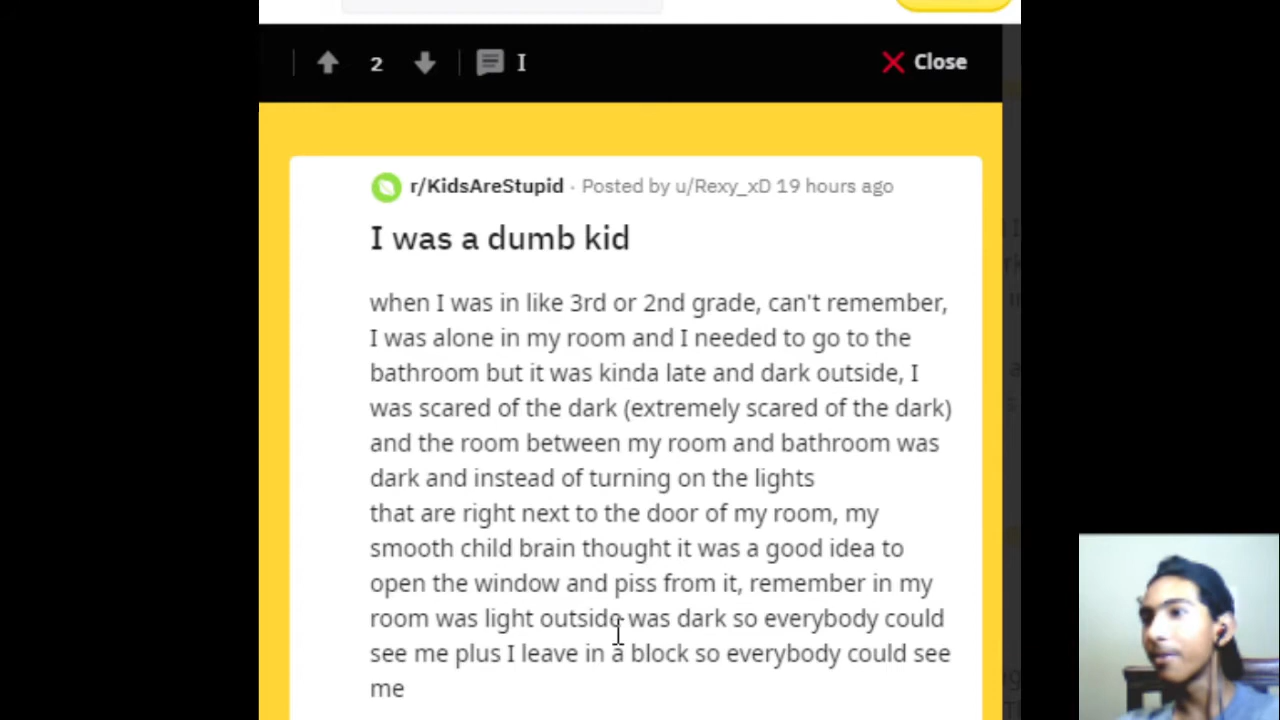 2
I
Close
r/KidsAreStupid · Posted by u/Rexy_xD 19 hours ago
I was a dumb kid
when I was in like 3rd or 2nd grade, can't remember,
I was alone in my room and I needed to go to the
bathroom but it was kinda late and dark outside, I
was scared of the dark (extremely scared of the dark)
and the room between my room and bathroom was
dark and instead of turning on the lights
that are right next to the door of my room, my
smooth child brain thought it was a good idea to
open the window and piss from it, remember in my
room was light outside was dark so everybody could
see me plus I leave in a block so everybody could see
me